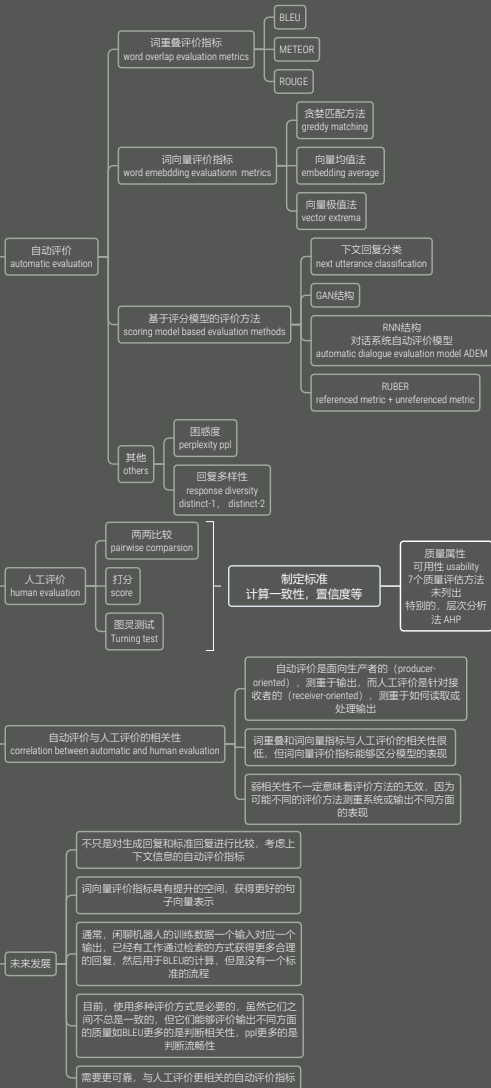 词重叠评价指标
word overlap evaluation metrics
BLEU
METEOR
ROUGE
词向量评价指标
word emebdding evaluationn metrics
贪婪匹配方法
greddy matching
向量均值法
embedding average
向量极值法
vector extrema
自动评价
automatic evaluation
基于评分模型的评价方法
scoring model based evaluation methods
下文回复分类
next utterance classification
GAN结构
RNN结构
对话系统自动评价模型
automatic dialogue evaluation model ADEM
RUBER
referenced metric + unreferenced metric
其他
others
困惑度
perplexity ppl
回复多样性
response diversity
distinct-1， distinct-2
人工评价
human evaluation
两两比较
pairwise comparsion
打分
score
图灵测试
Turning test
制定标准
计算一致性，置信度等
质量属性
可用性 usability
7个质量评估方法
未列出
特别的，层次分析
法 AHP
自动评价与人工评价的相关性
correlation between automatic and human evaluation
自动评价是面向生产者的（producer-
oriented），测重于输出，而人工评价是针对接
收者的（receiver-oriented），测重于如何读取或
处理输出
词重叠和词向量指标与人工评价的相关性很
低，但词向量评价指标能够区分模型的表现
弱相关性不一定意味着评价方法的无效，因为
可能不同的评价方法测重系统或输出不同方面
的表现
未来发展
不只是对生成回复和标准回复进行比较，考虑上
下文信息的自动评价指标
词向量评价指标具有提升的空间，获得更好的句
子向量表示
通常，闲聊机器人的训练数据一个输入对应一个
输出，已经有工作通过检索的方式获得更多合理
的回复，然后用于BLEU的计算，但是没有一个标
准的流程
目前，使用多种评价方式是必要的，虽然它们之
间不总是一致的，但它们能够评价输出不同方面
的质量如BLEU更多的是判断相关性，ppl更多的是
判断流畅性
需要更可靠，与人工评价更相关的自动评价指标